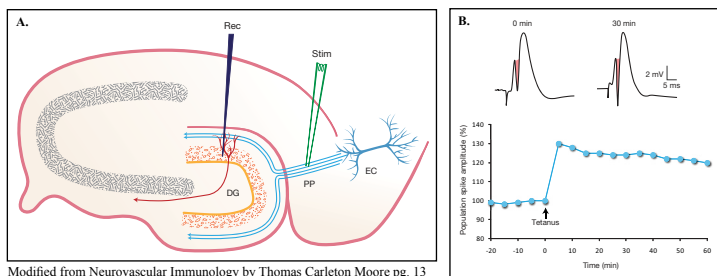 A.
Rec
Stim
DG
PP
EC
Modified from Neurovascular Immunology by Thomas Carleton Moore pg. 13
B.
0 min
30 min
2 mV
5 ms
Population spike amplitude (%)
140
130
120
110
100
90
80
Tetanus
-20 -10 0 10 20 30 40 50 60
Time (min)